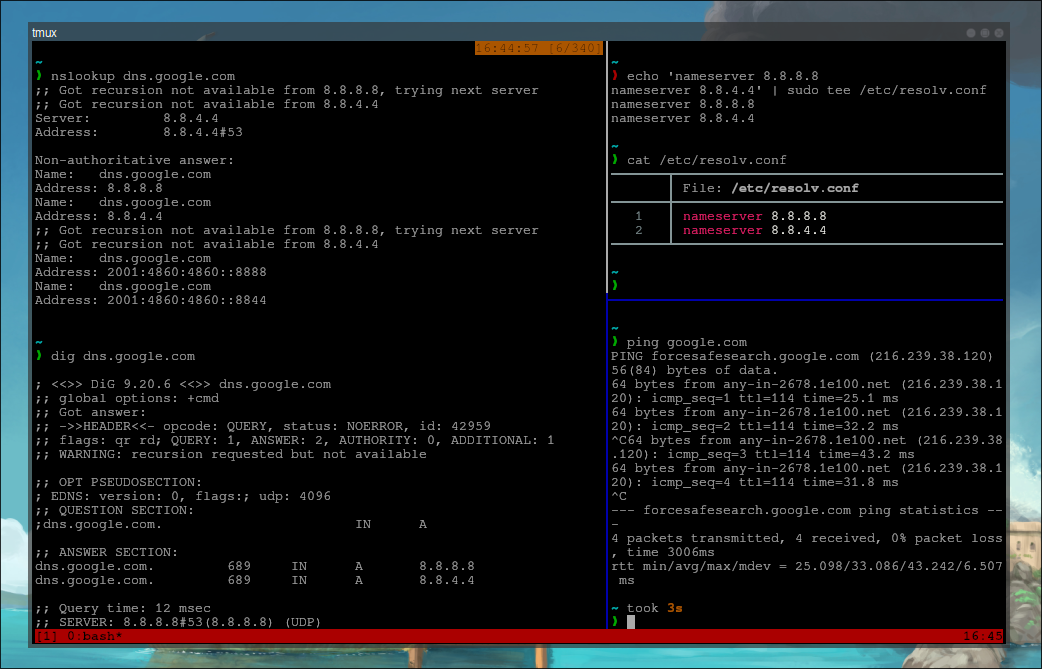 tmux
16:44:57 [6/340]
~
❯ nslookup dns.google.com
;; Got recursion not available from 8.8.8.8, trying next server
;; Got recursion not available from 8.8.4.4
Server:         8.8.4.4
Address:        8.8.4.4#53
Non-authoritative answer:
Name:   dns.google.com
Address: 8.8.8.8
Name:   dns.google.com
Address: 8.8.4.4
;; Got recursion not available from 8.8.8.8, trying next server
;; Got recursion not available from 8.8.4.4
Name:   dns.google.com
Address: 2001:4860:4860::8888
Name:   dns.google.com
Address: 2001:4860:4860::8844
~
❯ dig dns.google.com
; <<>> DiG 9.20.6 <<>> dns.google.com
;; global options: +cmd
;; Got answer:
;; ->>HEADER<<- opcode: QUERY, status: NOERROR, id: 42959
;; flags: qr rd; QUERY: 1, ANSWER: 2, AUTHORITY: 0, ADDITIONAL: 1
;; WARNING: recursion requested but not available
;; OPT PSEUDOSECTION:
; EDNS: version: 0, flags:; udp: 4096
;; QUESTION SECTION:
;dns.google.com.                        IN      A
;; ANSWER SECTION:
dns.google.com.         689     IN      A       8.8.8.8
dns.google.com.         689     IN      A       8.8.4.4
;; Query time: 12 msec
;; SERVER: 8.8.8.8#53(8.8.8.8) (UDP)
~
❯ echo 'nameserver 8.8.8.8
nameserver 8.8.4.4' | sudo tee /etc/resolv.conf
nameserver 8.8.8.8
nameserver 8.8.4.4
~
❯ cat /etc/resolv.conf
File: /etc/resolv.conf
1 nameserver 8.8.8.8
2 nameserver 8.8.4.4
~
❯
~
❯ ping google.com
PING forcesafesearch.google.com (216.239.38.120)
56(84) bytes of data.
64 bytes from any-in-2678.1e100.net (216.239.38.1
20): icmp_seq=1 ttl=114 time=25.1 ms
64 bytes from any-in-2678.1e100.net (216.239.38.1
20): icmp_seq=2 ttl=114 time=32.2 ms
^C64 bytes from any-in-2678.1e100.net (216.239.38
.120): icmp_seq=3 ttl=114 time=43.2 ms
64 bytes from any-in-2678.1e100.net (216.239.38.1
20): icmp_seq=4 ttl=114 time=31.8 ms
^C
--- forcesafesearch.google.com ping statistics --
-
4 packets transmitted, 4 received, 0% packet loss
, time 3006ms
rtt min/avg/max/mdev = 25.098/33.086/43.242/6.507
 ms
~ took 3s
❯
[1] 0:bash* 16:45